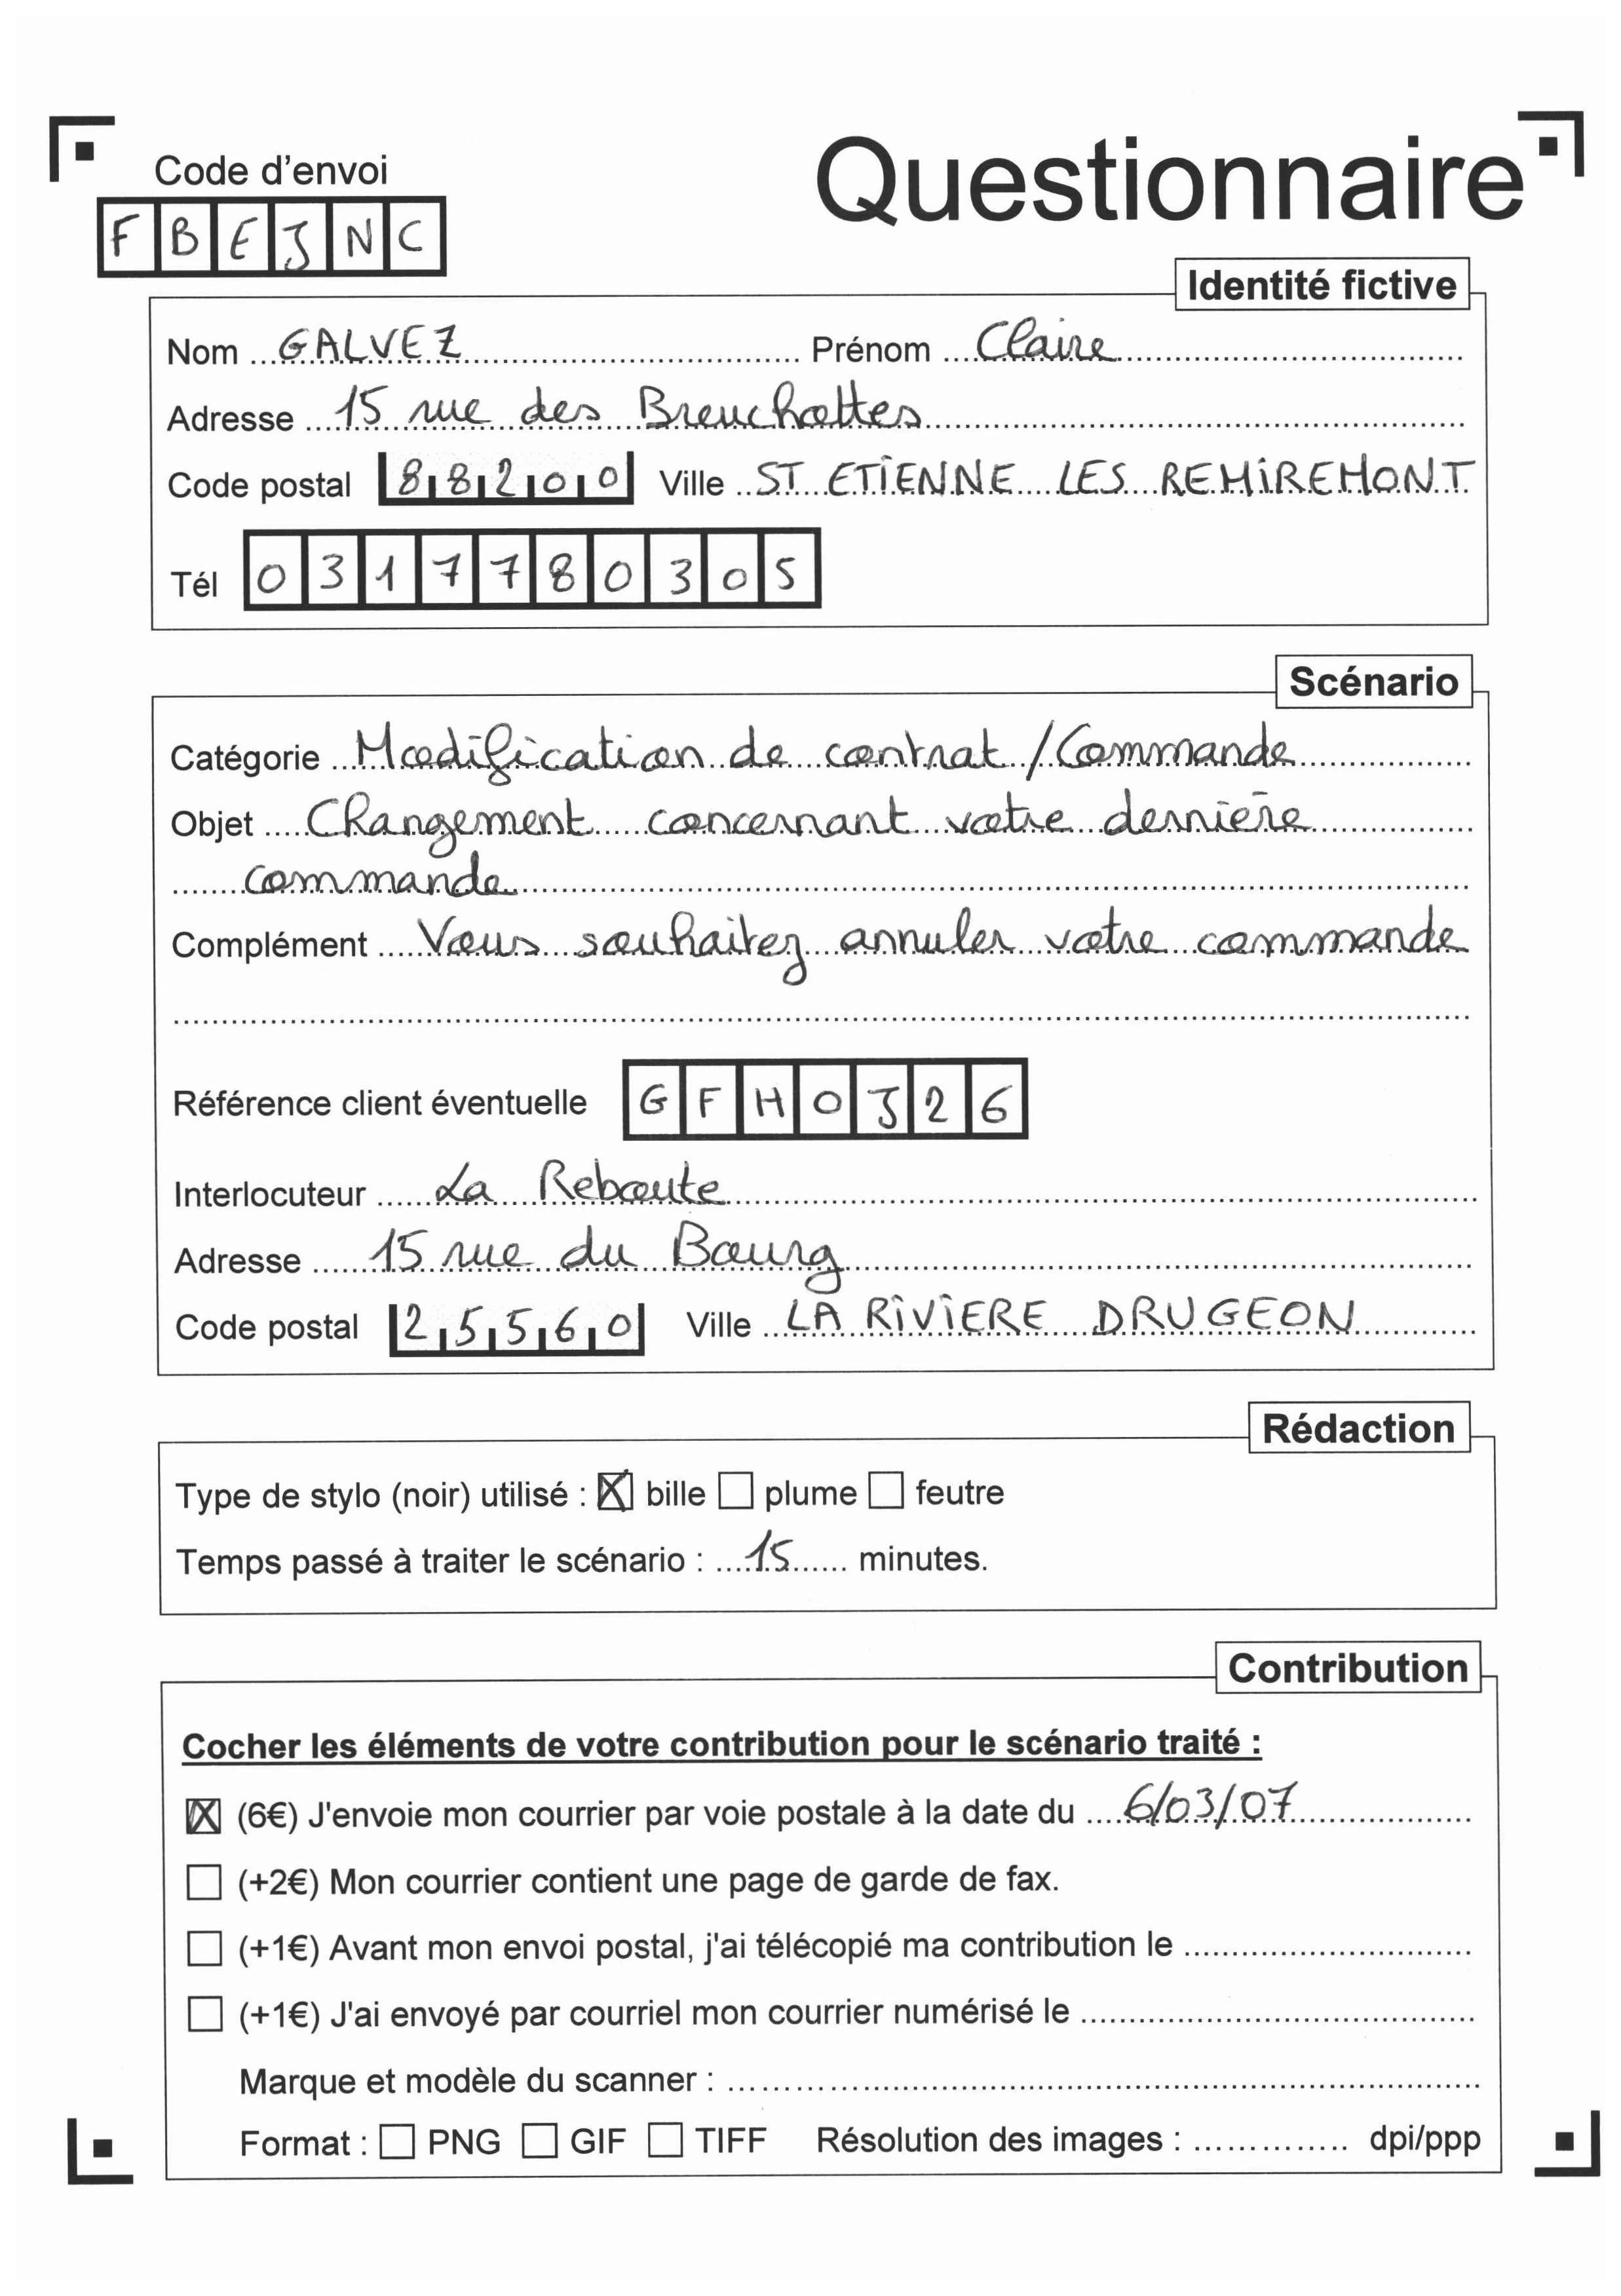 Code d'envoi
Questionnaire
FBEJNC
Identité fictive
Nom GALVEZ Prénom Claire
Adresse 15 rue des Breuchottes
Code postal 88200 Ville ST ETIENNE LES REMIREMONT
Tél 0317780305
Scénario
Catégorie Modification de contrat / Commande
Objet Changement concernant votre dernière
commande
Complément Vous souhaitez annuler votre commande
Référence client éventuelle GFHOJ26
Interlocuteur La Reboute
Adresse 15 rue du Bourg
Code postal 25560 Ville LA RIVIERE DRUGEON
Rédaction
Type de stylo (noir) utilisé : ☒ bille ☐ plume ☐ feutre
Temps passé à traiter le scénario : 15 minutes.
Contribution
Cocher les éléments de votre contribution pour le scénario traité :
☒ (6€) J'envoie mon courrier par voie postale à la date du 6/03/07
☐ (+2€) Mon courrier contient une page de garde de fax.
☐ (+1€) Avant mon envoi postal, j'ai télécopié ma contribution le
☐ (+1€) J'ai envoyé par courriel mon courrier numérisé le
Marque et modèle du scanner :
Format : ☐ PNG ☐ GIF ☐ TIFF Résolution des images : dpi/ppp